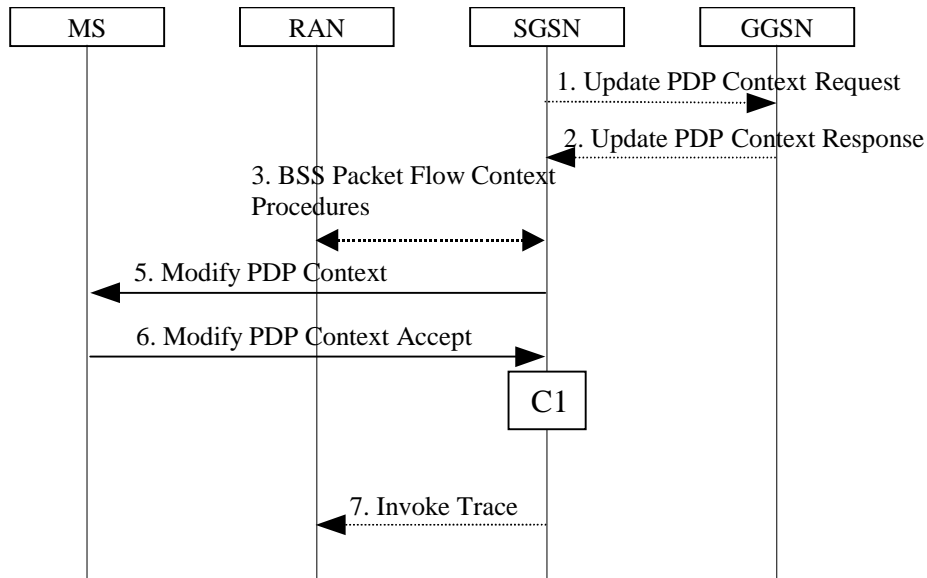 MS
RAN
SGSN
GGSN
1. Update PDP Context Request
2. Update PDP Context Response
3. BSS Packet Flow Context
Procedures
5. Modify PDP Context
6. Modify PDP Context Accept
C1
7. Invoke Trace